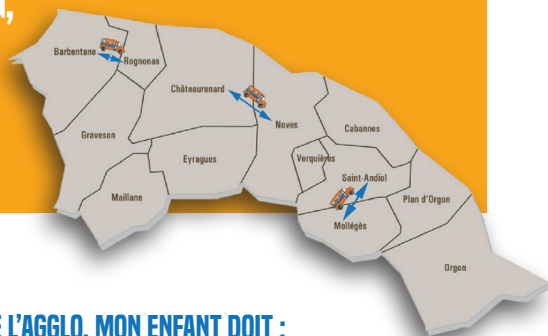 Barbentane
Rognonas
Châteaurenard
Noves
Cabannes
Graveson
Eyragues
Verquières
Saint-Andiol
Maillane
Plan d'Orgon
Mollégès
Orgon
L'AGGLO, MON ENFANT DOIT :